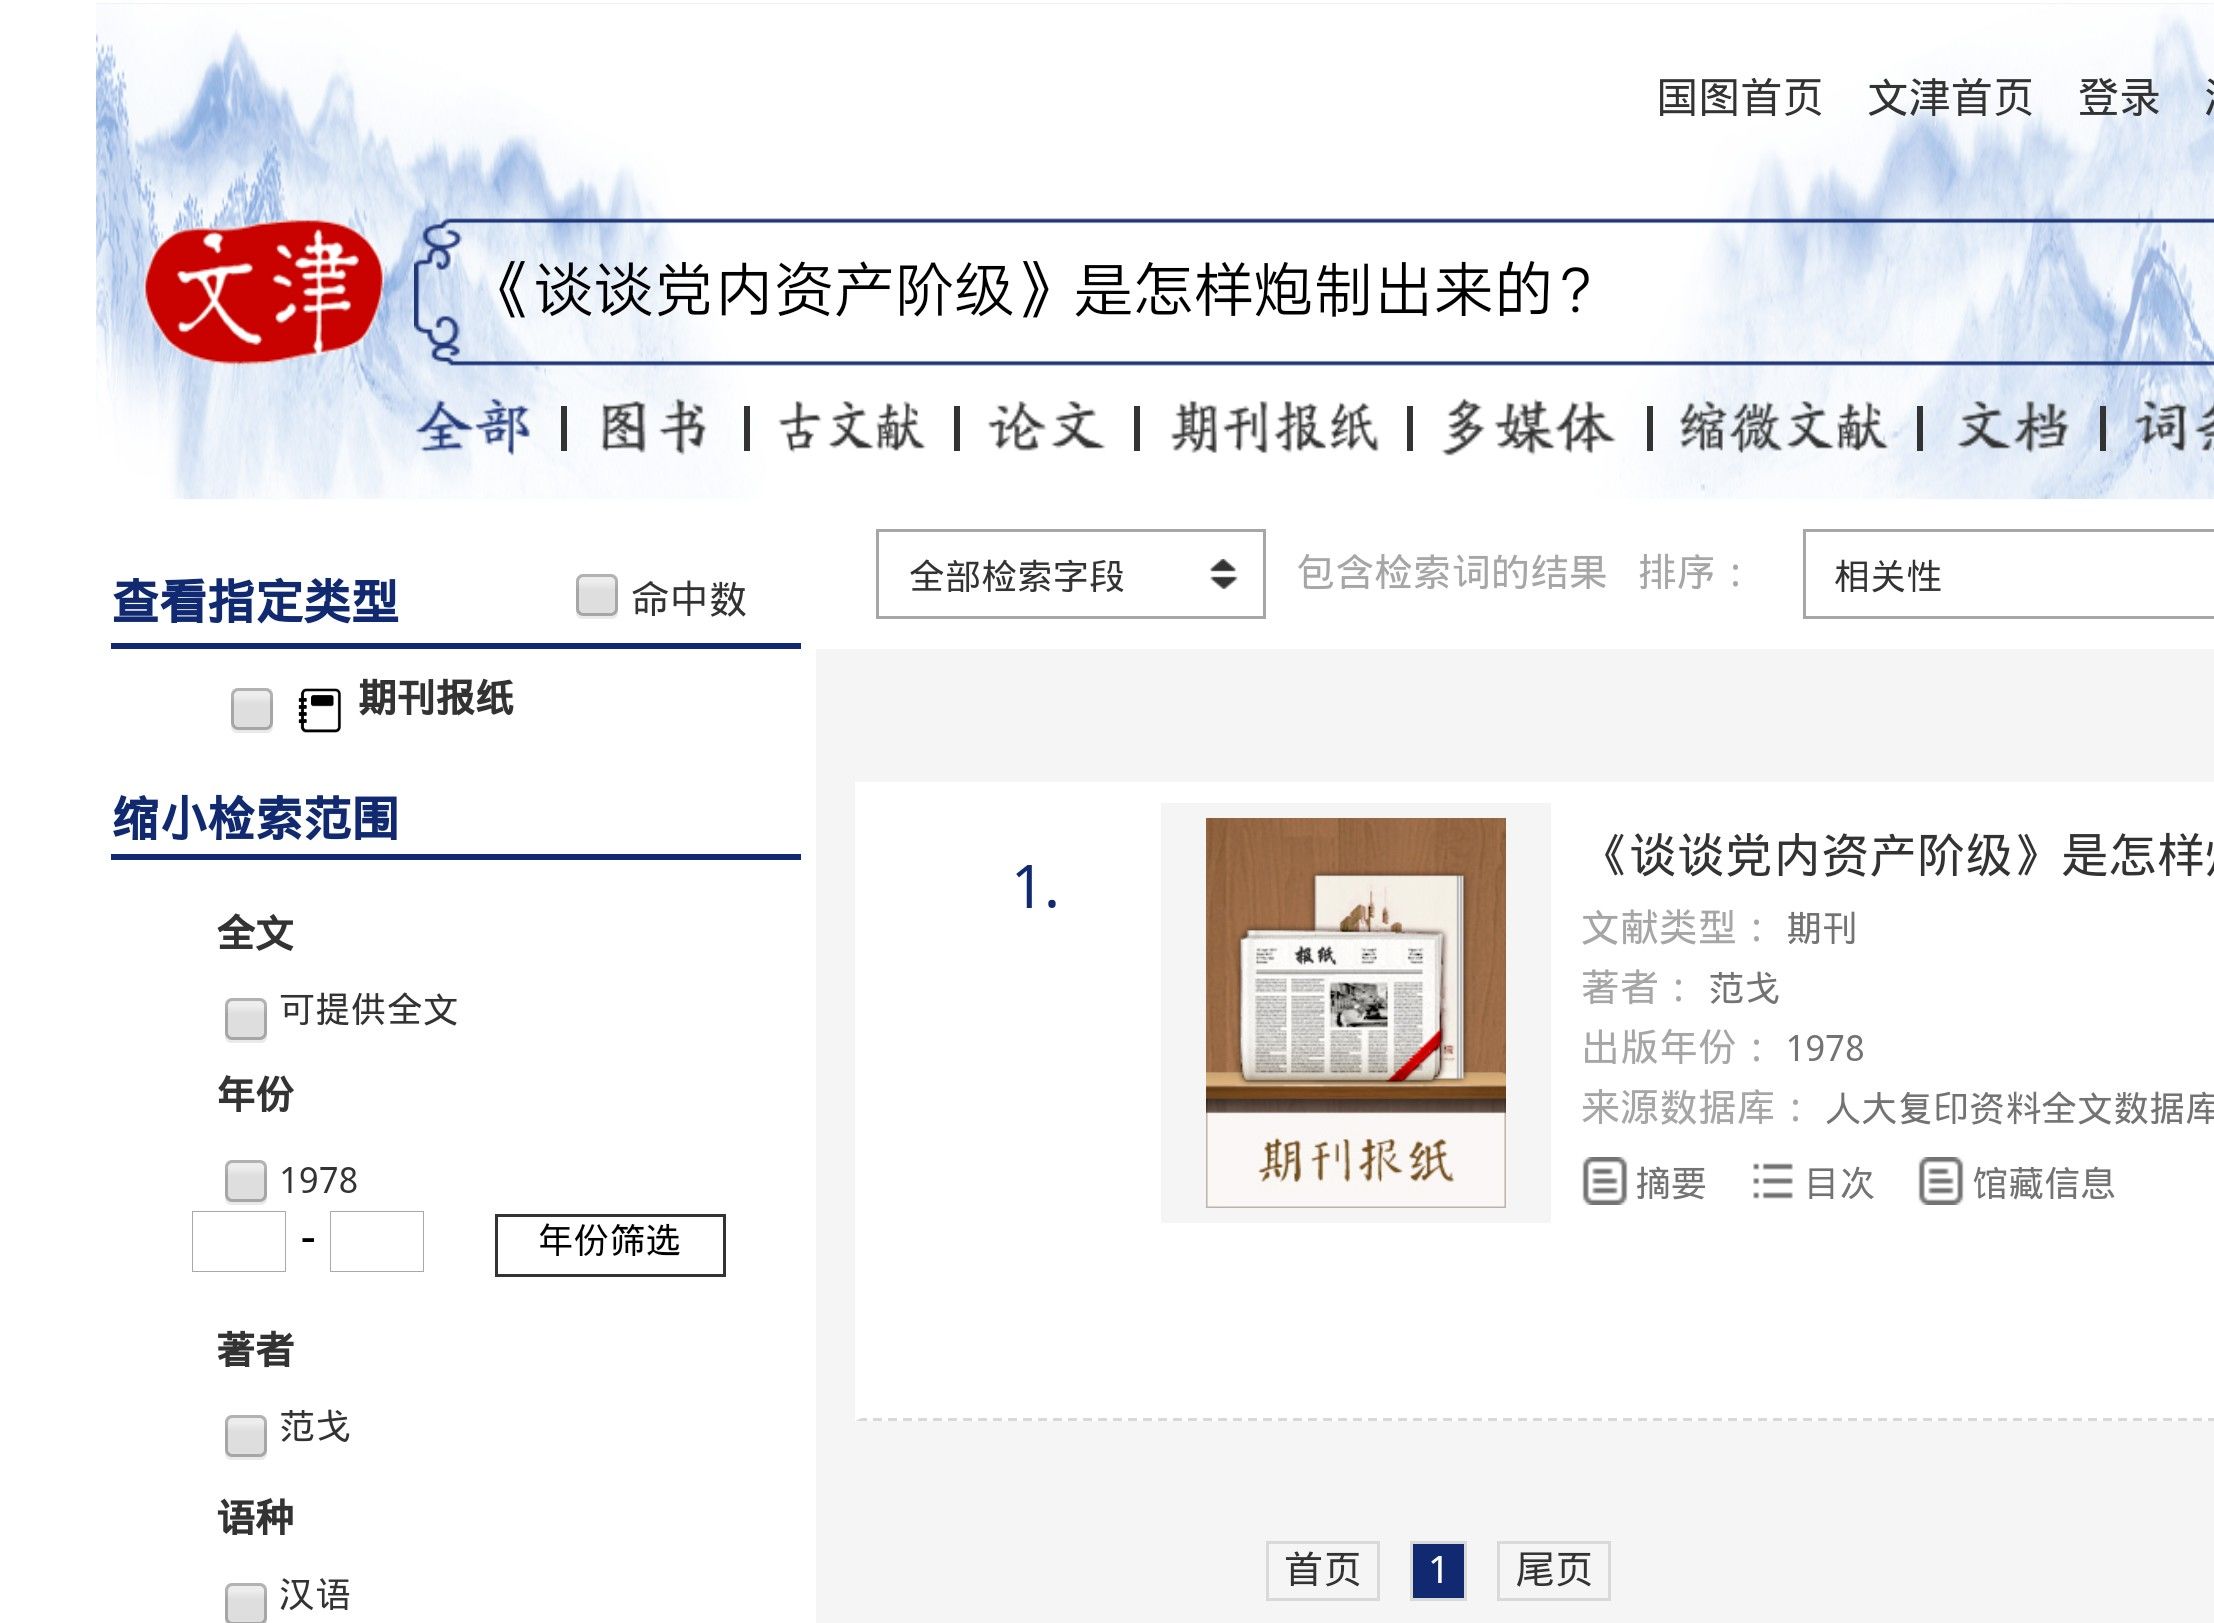 国图首页 文津首页 登录
文津
《谈谈党内资产阶级》是怎样炮制出来的?
全部 | 图书 | 古文献 | 论文 | 期刊报纸 | 多媒体 | 缩微文献 | 文档 | 词
查看指定类型
命中数
期刊报纸
缩小检索范围
全文
可提供全文
年份
1978
-
年份筛选
著者
范戈
语种
汉语
全部检索字段 包含检索词的结果 排序： 相关性
1.
报纸
期刊报纸
《谈谈党内资产阶级》是怎样
文献类型： 期刊
著者： 范戈
出版年份： 1978
来源数据库： 人大复印资料全文数据库
摘要 目次 馆藏信息
首页 1 尾页